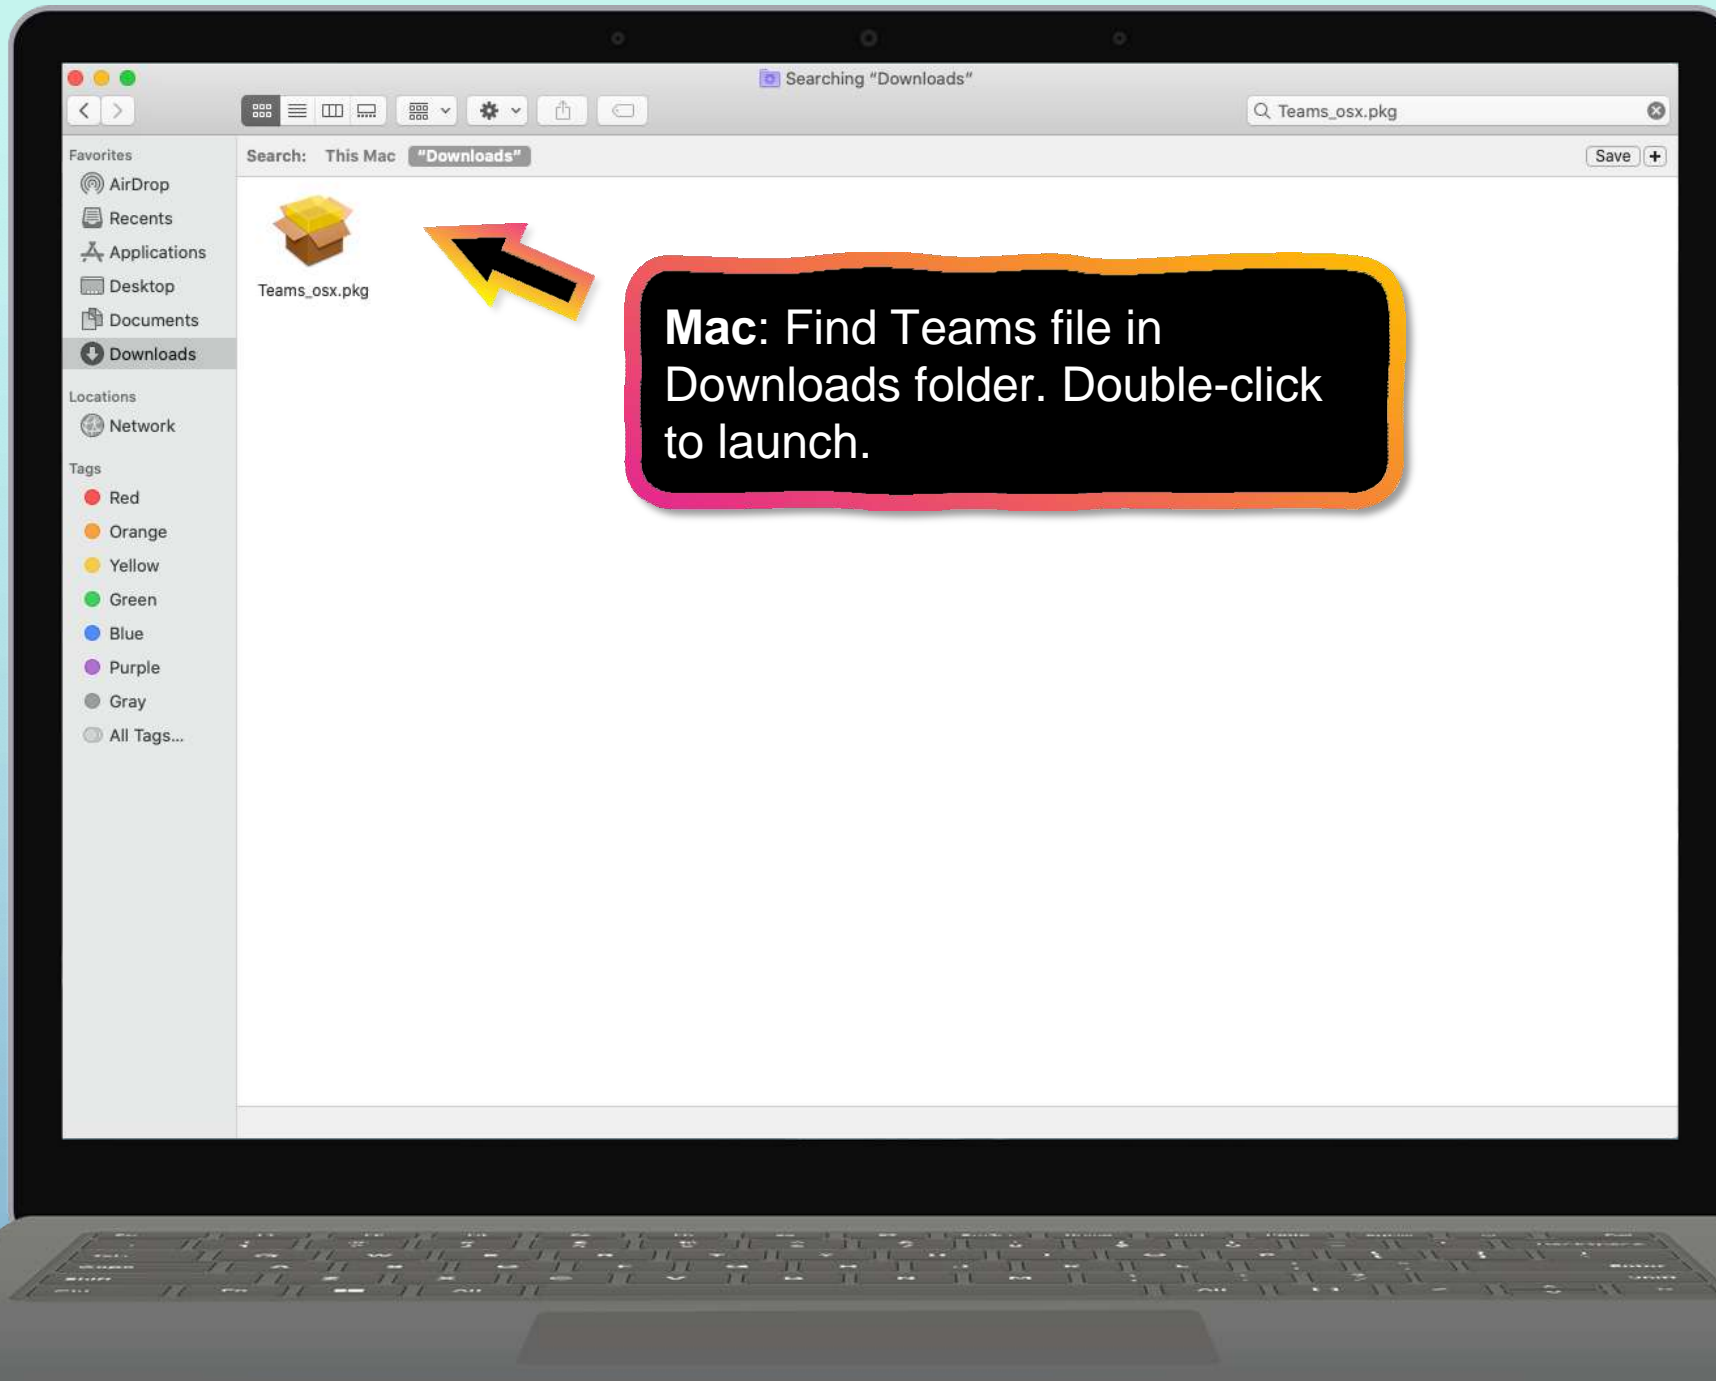 Searching “Downloads”
Teams_osx.pkg
Favorites
Search: This Mac “Downloads”
Save +
AirDrop
Recents
Applications
Desktop
Documents
Downloads
Locations
Network
Tags
Red
Orange
Yellow
Green
Blue
Purple
Gray
All Tags...
Teams_osx.pkg
Mac: Find Teams file in
Downloads folder. Double-click
to launch.